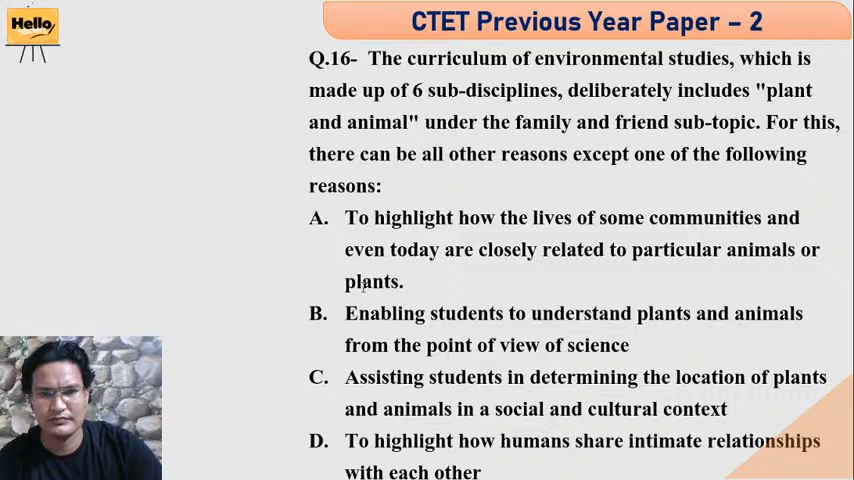 Hello
CTET Previous Year Paper – 2
Q.16- The curriculum of environmental studies, which is
made up of 6 sub-disciplines, deliberately includes "plant
and animal" under the family and friend sub-topic. For this,
there can be all other reasons except one of the following
reasons:
A. To highlight how the lives of some communities and
even today are closely related to particular animals or
plants.
B. Enabling students to understand plants and animals
from the point of view of science
C. Assisting students in determining the location of plants
and animals in a social and cultural context
D. To highlight how humans share intimate relationships
with each other